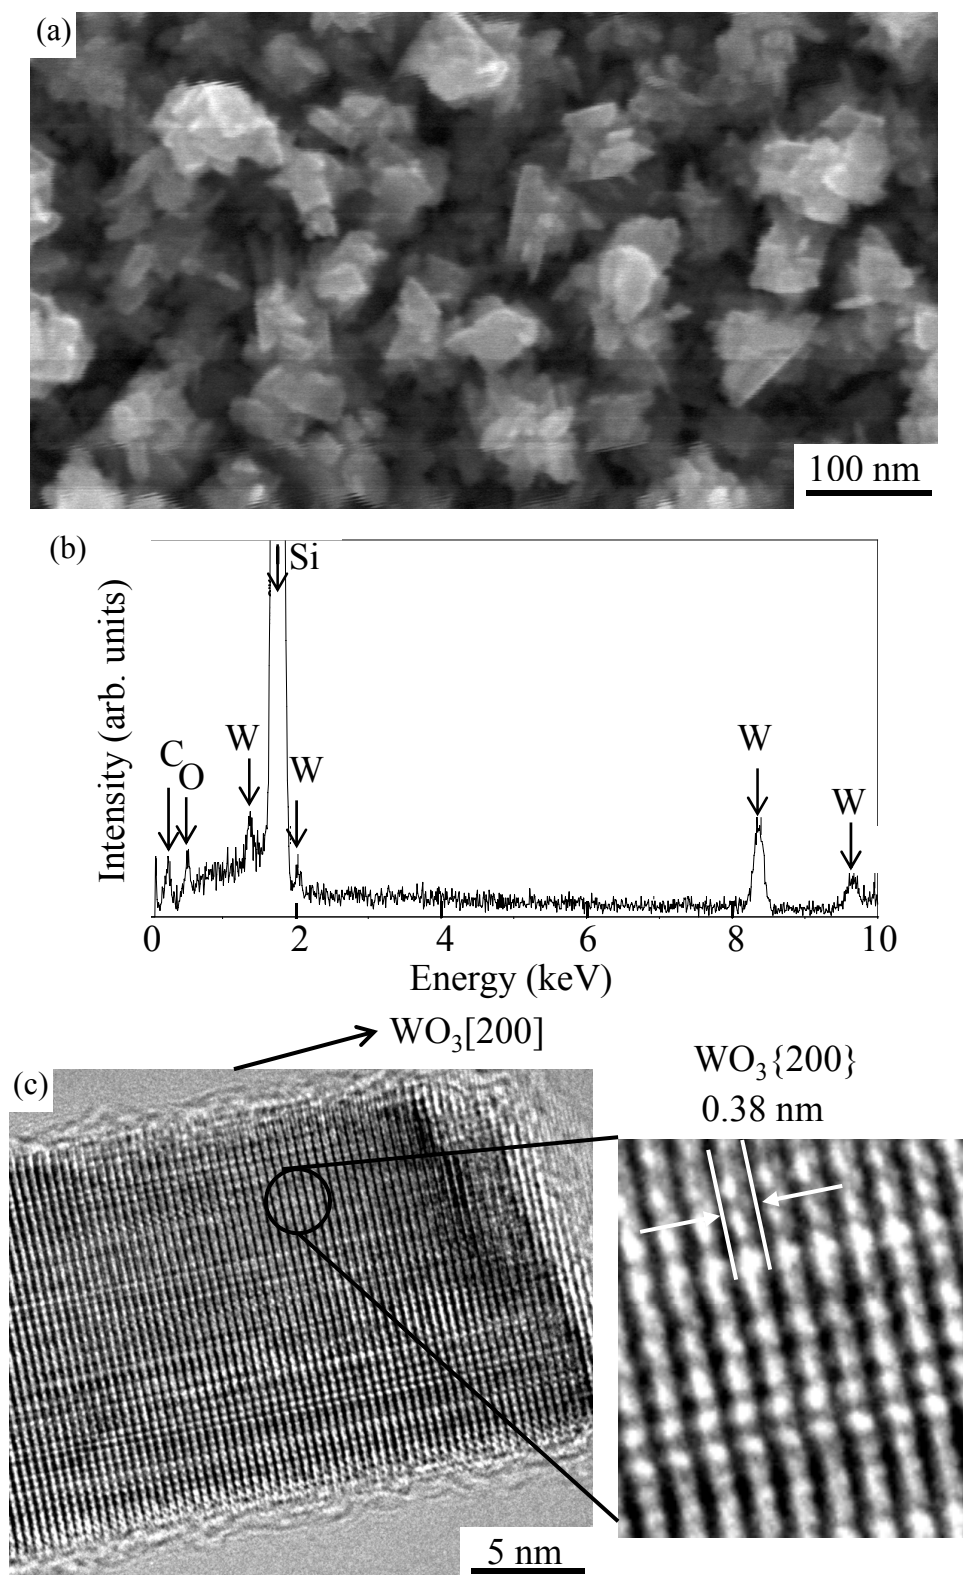 (a)
100 nm
(b)
Intensity (arb. units)
Si
C
O
W
W
W
W
0 2 4 6 8 10
Energy (keV)
WO₃[200]
(c)
WO₃{200}
0.38 nm
5 nm